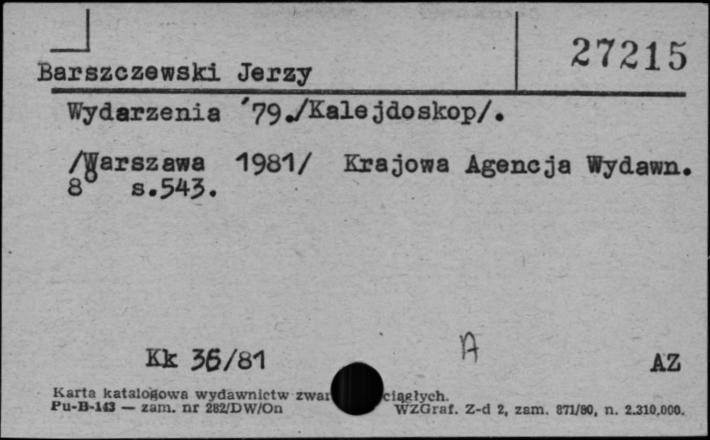 27215
Barszczewski Jerzy
Wydarzenia '79./Kalejdoskop/.
/Warszawa 1981/ Krajowa Agencja Wydawn.
8° s.543.
Kk 36/81 A AZ
Karta katalogowa wydawnictw zwar ciągłych.
Pu-B-143 — zam. nr 282/DW/On WZGraf. Z-d 2, zam. 871/80, n. 2.310,000.